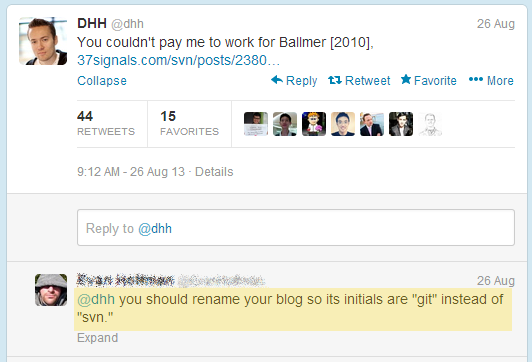 DHH @dhh 26 Aug
You couldn't pay me to work for Ballmer [2010],
37signals.com/svn/posts/2380…
Collapse Reply Retweet Favorite More
44 15
RETWEETS FAVORITES
9:12 AM - 26 Aug 13 · Details
Reply to @dhh
26 Aug
@dhh you should rename your blog so its initials are "git" instead of
"svn."
Expand